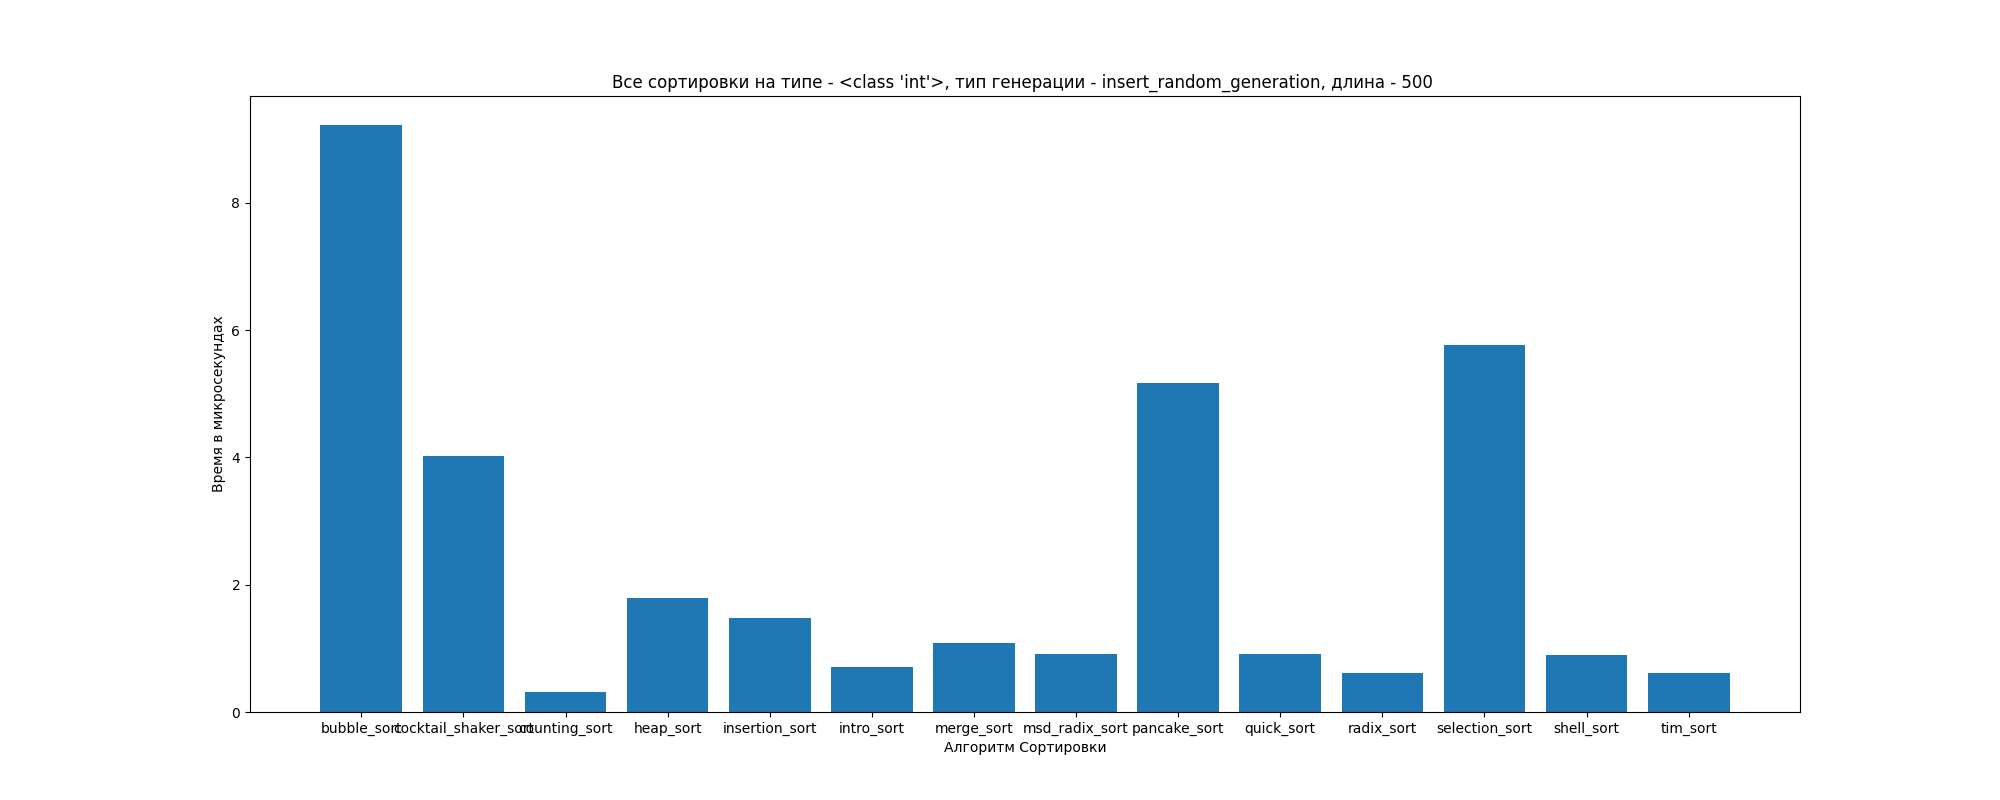 Все сортировки на типе - <class 'int'>, тип генерации - insert_random_generation, длина - 500
Время в микросекундах
8
6
4
2
0
bubble_sort cocktail_shaker_sort counting_sort heap_sort insertion_sort intro_sort merge_sort msd_radix_sort pancake_sort quick_sort radix_sort selection_sort shell_sort tim_sort
Алгоритм Сортировки